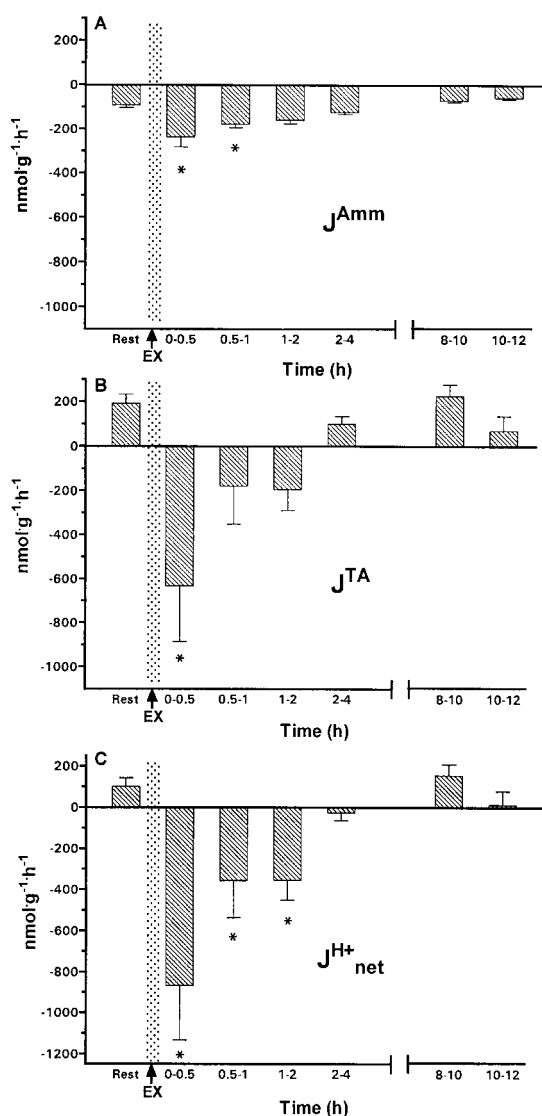 A
200
0
-200
-400
-600
-800
-1000
nmol·g⁻¹·h⁻¹
* *
J^Amm
Rest 0-0.5 0.5-1 1-2 2-4 8-10 10-12
EX
Time (h)
B
200
0
-200
-400
-600
-800
-1000
nmol·g⁻¹·h⁻¹
*
J^TA
Rest 0-0.5 0.5-1 1-2 2-4 8-10 10-12
EX
Time (h)
C
200
0
-200
-400
-600
-800
-1000
-1200
nmol·g⁻¹·h⁻¹
* * *
J^H+ net
Rest 0-0.5 0.5-1 1-2 2-4 8-10 10-12
EX
Time (h)